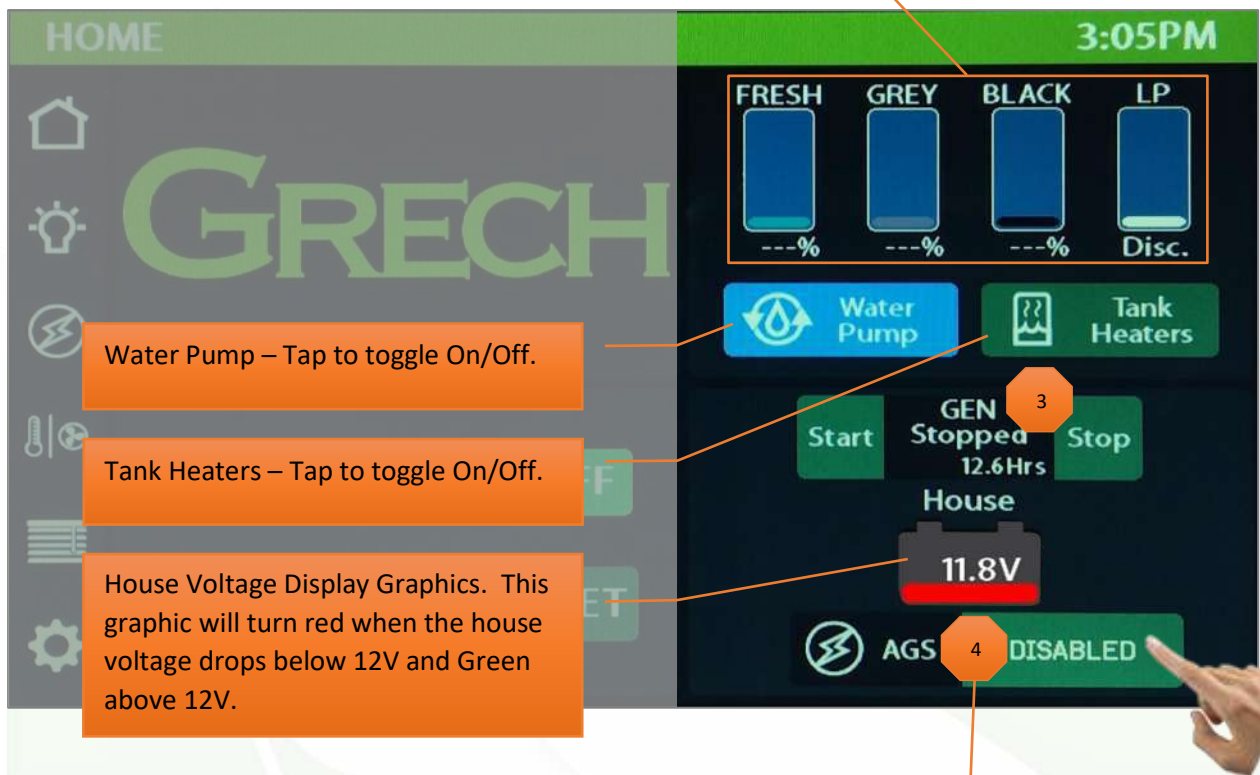 HOME
3:05PM
FRESH GREY BLACK LP
---% ---% ---% Disc.
GRECH
Water
Pump
Tank
Heaters
Water Pump – Tap to toggle On/Off.
3
GEN
Start Stopped Stop
12.6Hrs
Tank Heaters – Tap to toggle On/Off.
FF
House
11.8V
House Voltage Display Graphics. This
graphic will turn red when the house
voltage drops below 12V and Green
above 12V.
ET
AGS 4 DISABLED